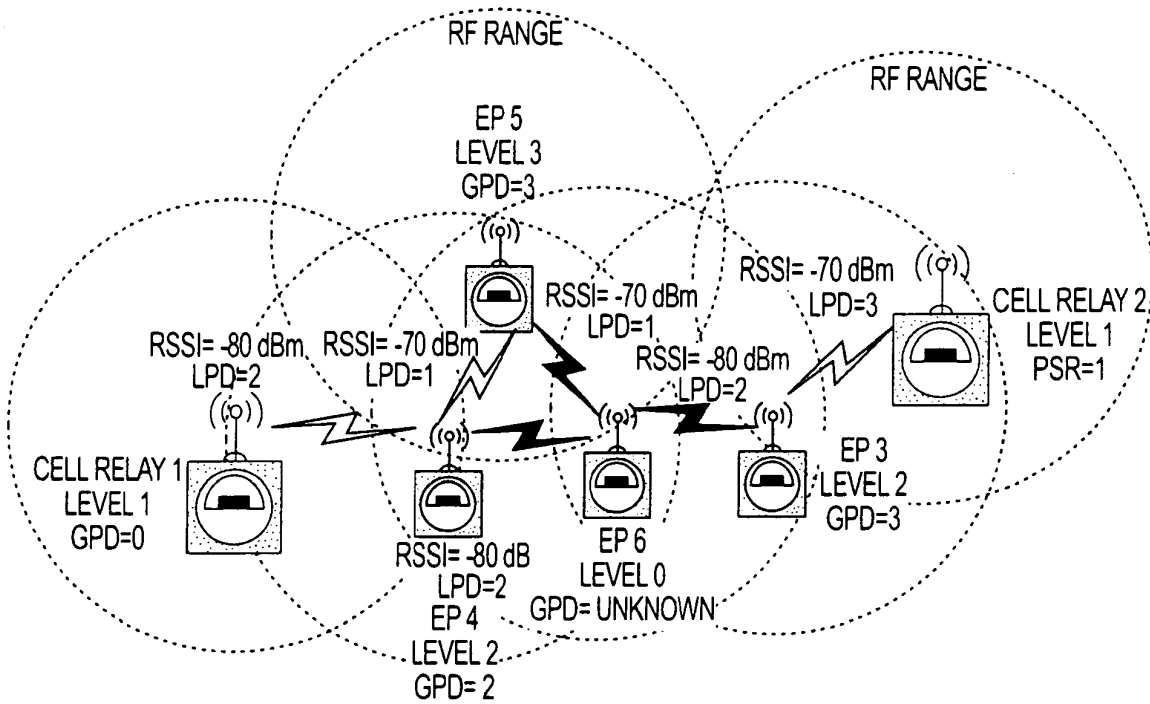 RF RANGE
RF RANGE
EP 5
LEVEL 3
GPD=3
RSSI= -70 dBm
LPD=1
RSSI= -70 dBm
LPD=3
CELL RELAY 2
LEVEL 1
PSR=1
RSSI= -80 dBm
LPD=2
RSSI= -70 dBm
LPD=1
RSSI= -80 dBm
LPD=2
CELL RELAY 1
LEVEL 1
GPD=0
EP 3
LEVEL 2
GPD=3
RSSI= -80 dB
LPD=2
EP 4
LEVEL 2
GPD= 2
EP 6
LEVEL 0
GPD= UNKNOWN